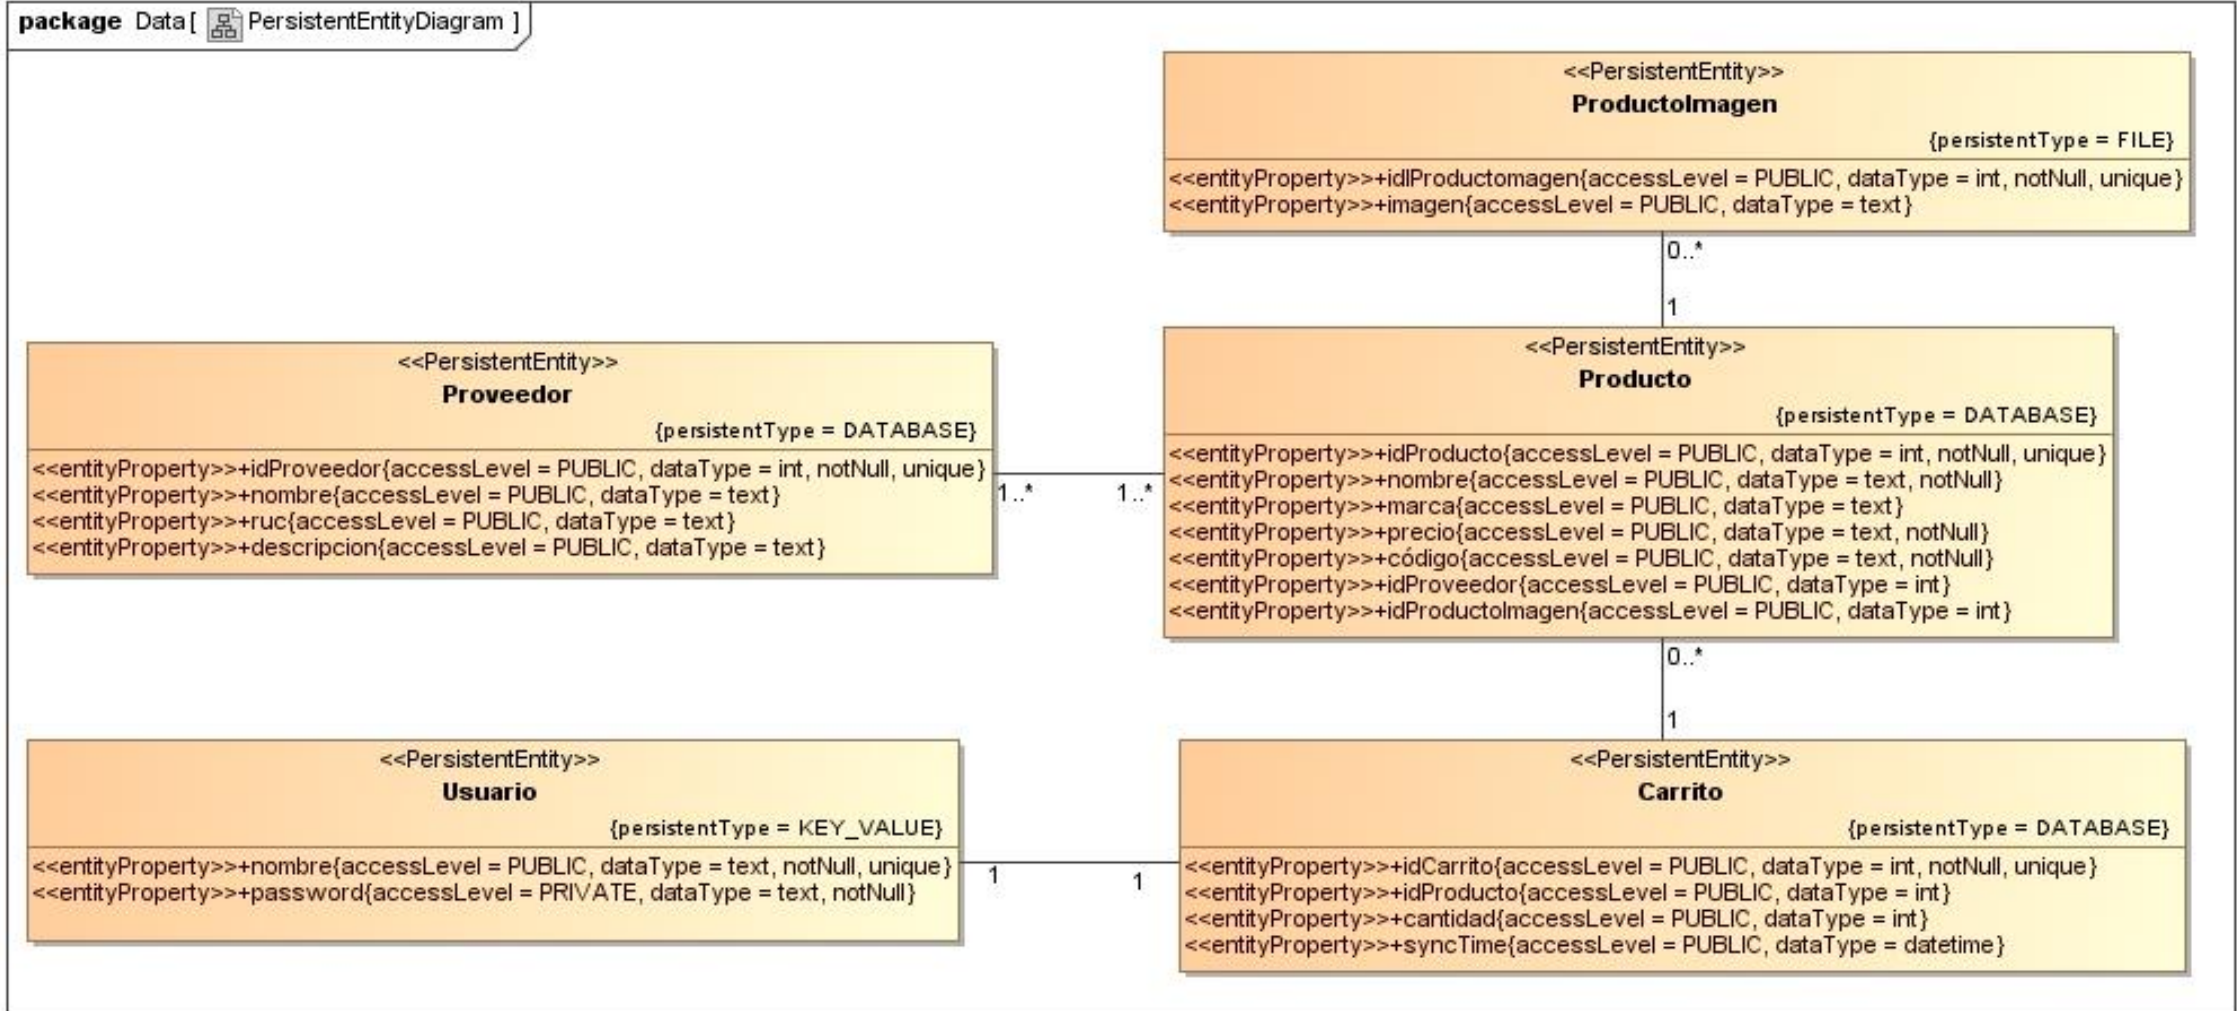 package Data [ PersistentEntityDiagram ]
<<PersistentEntity>>
ProductoImagen
{persistentType = FILE}
<<entityProperty>>+idIProductomagen{accessLevel = PUBLIC, dataType = int, notNull, unique}
<<entityProperty>>+imagen{accessLevel = PUBLIC, dataType = text}
0..*
1
<<PersistentEntity>>
Proveedor
{persistentType = DATABASE}
<<entityProperty>>+idProveedor{accessLevel = PUBLIC, dataType = int, notNull, unique}
<<entityProperty>>+nombre{accessLevel = PUBLIC, dataType = text}
<<entityProperty>>+ruc{accessLevel = PUBLIC, dataType = text}
<<entityProperty>>+descripcion{accessLevel = PUBLIC, dataType = text}
1..* 1..*
<<PersistentEntity>>
Producto
{persistentType = DATABASE}
<<entityProperty>>+idProducto{accessLevel = PUBLIC, dataType = int, notNull, unique}
<<entityProperty>>+nombre{accessLevel = PUBLIC, dataType = text, notNull}
<<entityProperty>>+marca{accessLevel = PUBLIC, dataType = text}
<<entityProperty>>+precio{accessLevel = PUBLIC, dataType = text, notNull}
<<entityProperty>>+código{accessLevel = PUBLIC, dataType = text, notNull}
<<entityProperty>>+idProveedor{accessLevel = PUBLIC, dataType = int}
<<entityProperty>>+idProductoImagen{accessLevel = PUBLIC, dataType = int}
0..*
1
<<PersistentEntity>>
Usuario
{persistentType = KEY_VALUE}
<<entityProperty>>+nombre{accessLevel = PUBLIC, dataType = text, notNull, unique}
<<entityProperty>>+password{accessLevel = PRIVATE, dataType = text, notNull}
1 1
<<PersistentEntity>>
Carrito
{persistentType = DATABASE}
<<entityProperty>>+idCarrito{accessLevel = PUBLIC, dataType = int, notNull, unique}
<<entityProperty>>+idProducto{accessLevel = PUBLIC, dataType = int}
<<entityProperty>>+cantidad{accessLevel = PUBLIC, dataType = int}
<<entityProperty>>+syncTime{accessLevel = PUBLIC, dataType = datetime}